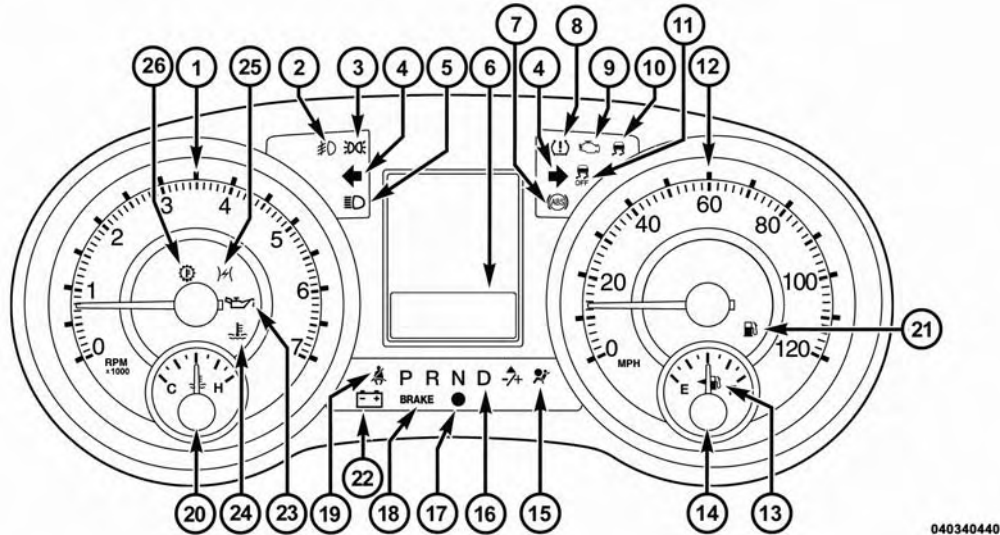 7 8 11
26 1 25 2 3 4 5 6 4 9 10 12
3 4
2 5
1 6
0 7
RPM
x1000
C H
OFF
ABS
60
40 80
20 100
0 120
MPH
E
P R N D
BRAKE
21
22
20 24 23 19 18 17 16 15 14 13
040340440